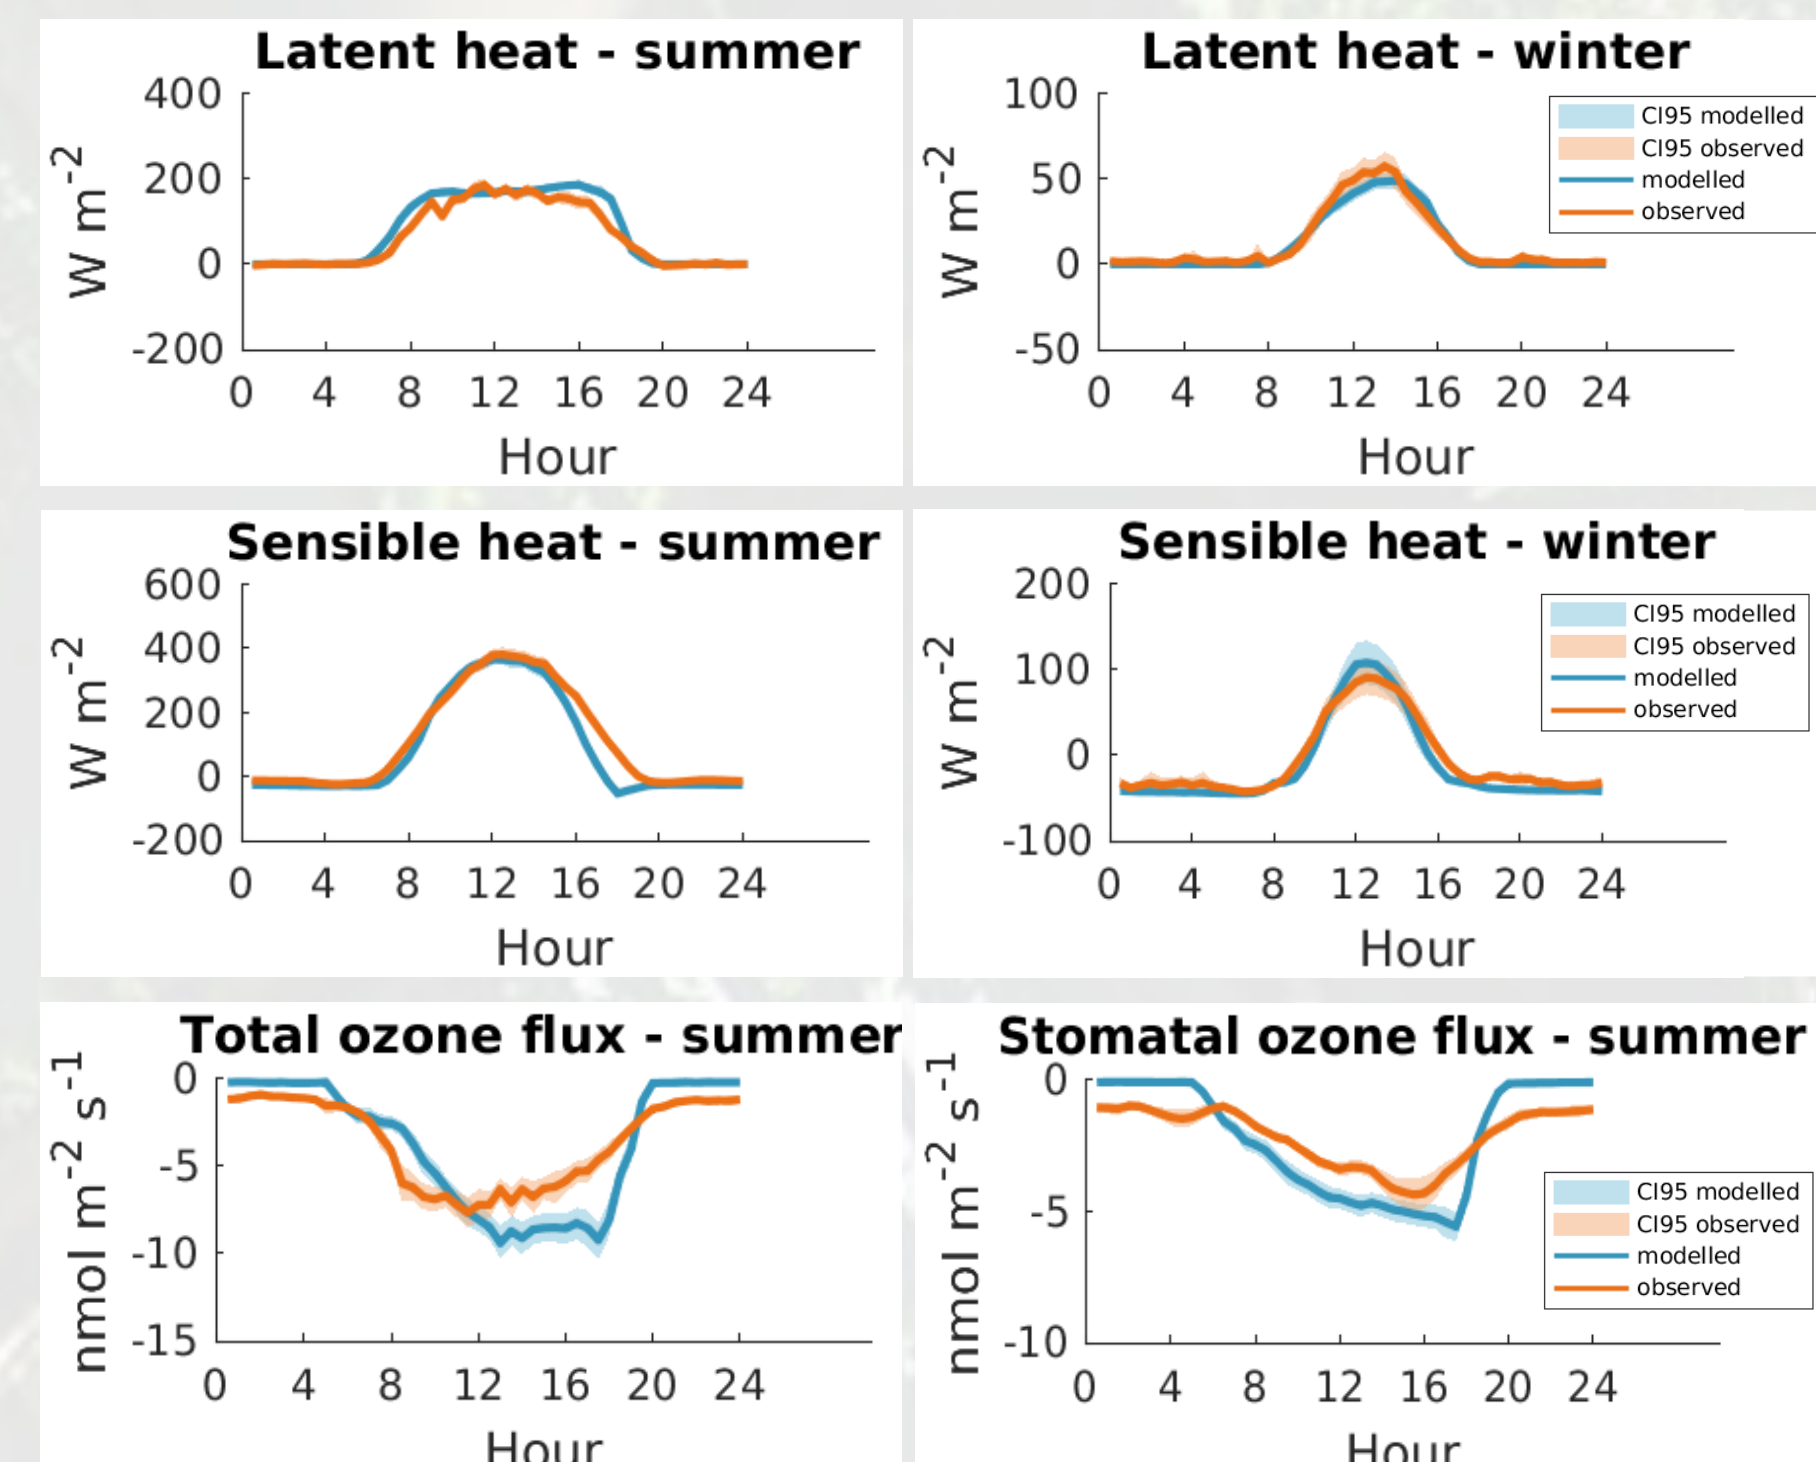 Latent heat - summer
400
200
0
-200
W m-2
0 4 8 12 16 20 24
Hour
Latent heat - winter
100
50
0
-50
W m-2
0 4 8 12 16 20 24
Hour
CI95 modelled
CI95 observed
modelled
observed
Sensible heat - summer
600
400
200
0
-200
W m-2
0 4 8 12 16 20 24
Hour
Sensible heat - winter
200
100
0
-100
W m-2
0 4 8 12 16 20 24
Hour
CI95 modelled
CI95 observed
modelled
observed
Total ozone flux - summer
0
-5
-10
-15
nmol m-2 s-1
0 4 8 12 16 20 24
Hour
Stomatal ozone flux - summer
0
-5
-10
nmol m-2 s-1
0 4 8 12 16 20 24
Hour
CI95 modelled
CI95 observed
modelled
observed